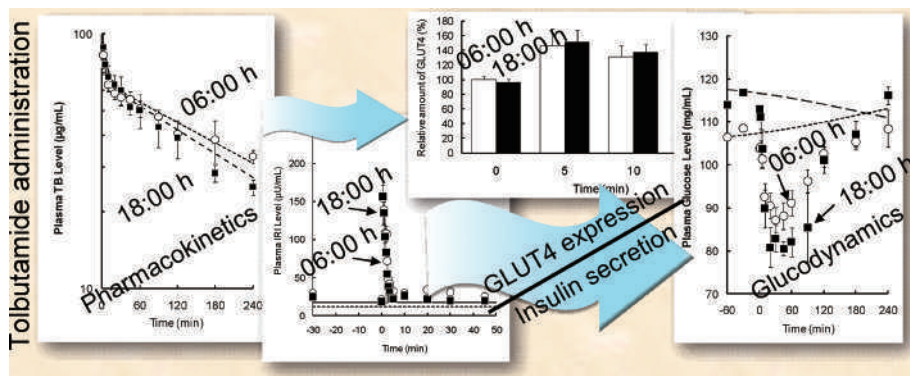 Tolbutamide administration
100
10
Plasma TB Level (µg/mL)
06:00 h
18:00 h
Pharmacokinetics
0 60 120 180 240
Time (min)
200
150
100
50
0
Plasma IRI Level (µU/mL)
18:00 h
06:00 h
-30 -20 -10 0 10 20 30 40 50
Time (min)
180
160
140
120
100
80
60
40
20
0
Relative amount of GLUT4 (%)
06:00 h
18:00 h
0 5 10
Time (min)
GLUT4 expression
Insulin secretion
120
110
100
90
80
70
Plasma Glucose Level (mg/mL)
06:00 h
18:00 h
Glucodynamics
-60 0 60 120 180 240
Time (min)